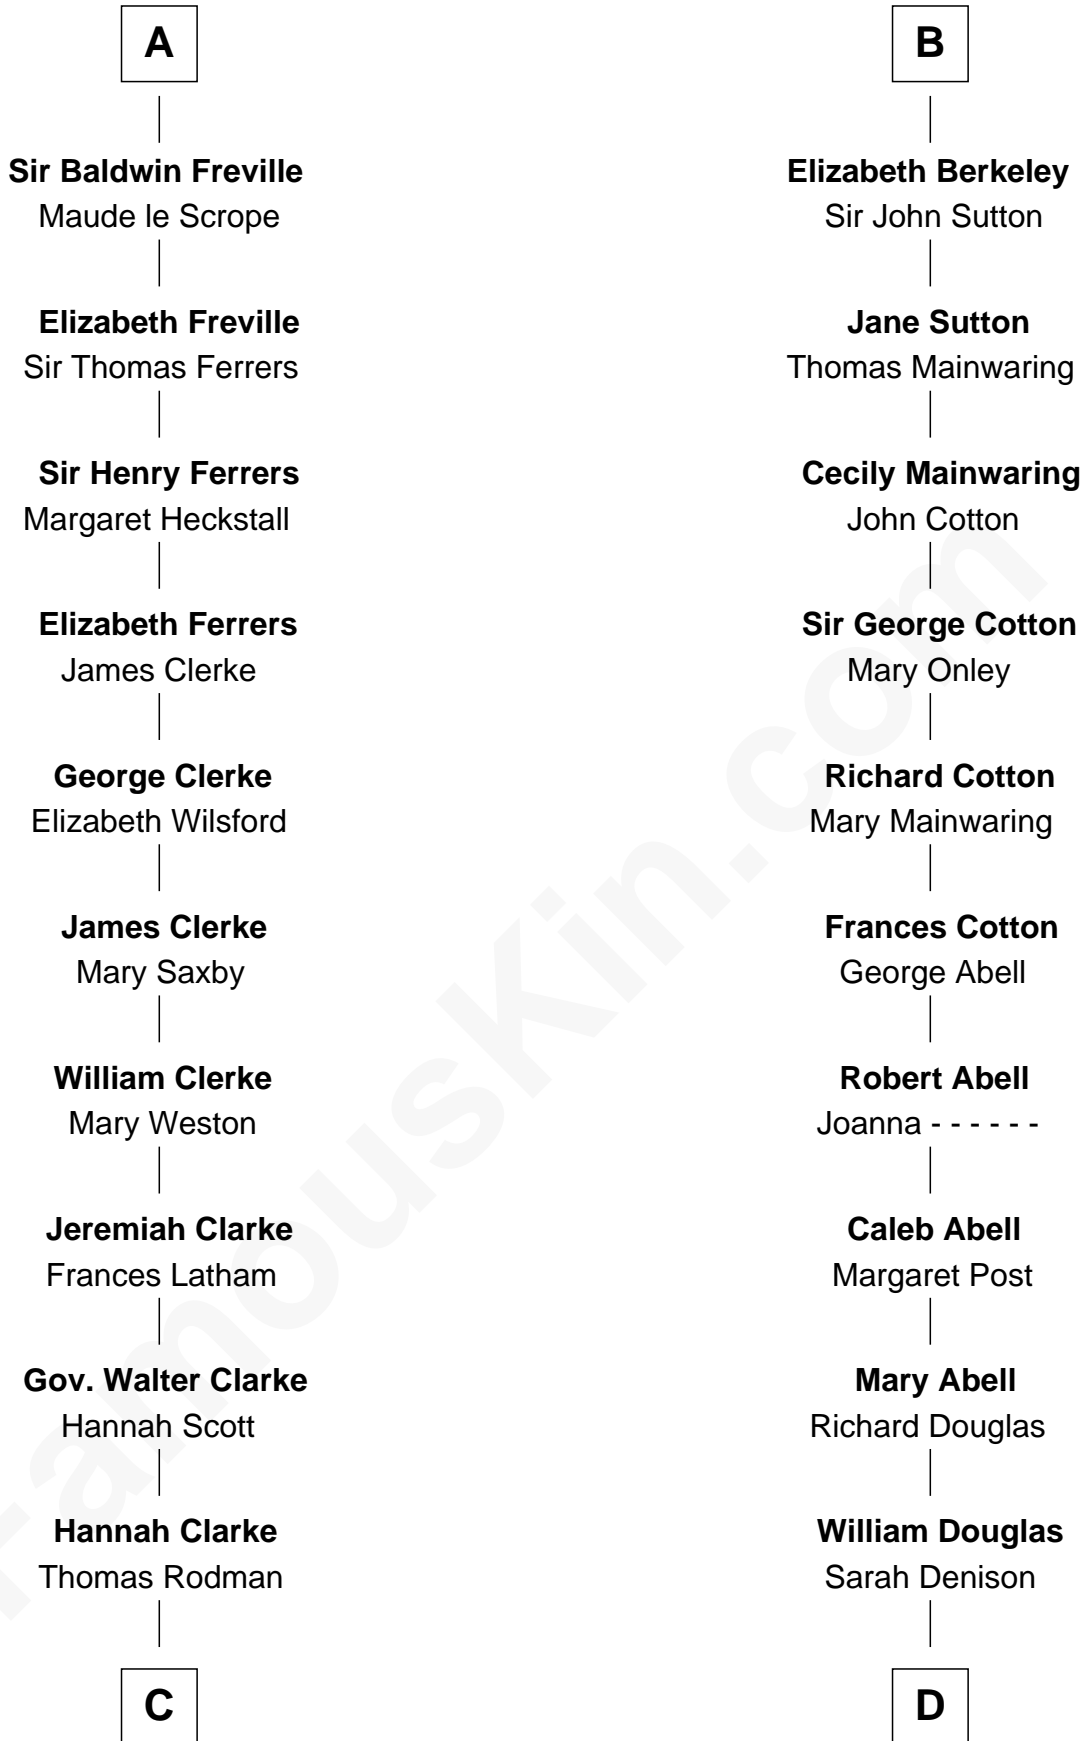 A
Sir Baldwin Freville
Maude le Scrope
Elizabeth Freville
Sir Thomas Ferrers
Sir Henry Ferrers
Margaret Heckstall
Elizabeth Ferrers
James Clerke
George Clerke
Elizabeth Wilsford
James Clerke
Mary Saxby
William Clerke
Mary Weston
Jeremiah Clarke
Frances Latham
Gov. Walter Clarke
Hannah Scott
Hannah Clarke
Thomas Rodman
C
B
Elizabeth Berkeley
Sir John Sutton
Jane Sutton
Thomas Mainwaring
Cecily Mainwaring
John Cotton
Sir George Cotton
Mary Onley
Richard Cotton
Mary Mainwaring
Frances Cotton
George Abell
Robert Abell
Joanna - - - - - -
Caleb Abell
Margaret Post
Mary Abell
Richard Douglas
William Douglas
Sarah Denison
D
FamousKin.com